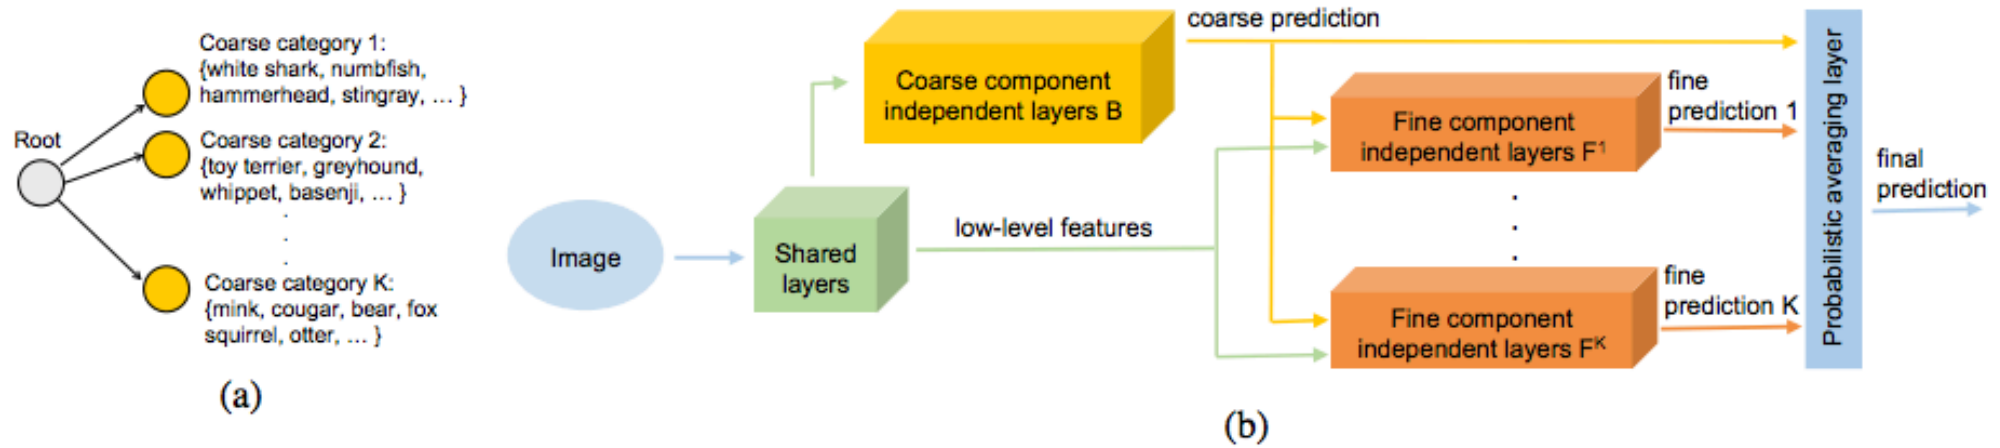 Root
Coarse category 1:
{white shark, numbfish,
hammerhead, stingray, ... }
Coarse category 2:
{toy terrier, greyhound,
whippet, basenji, ... }
.
.
.
Coarse category K:
{mink, cougar, bear, fox
squirrel, otter, ... }
(a)
Image
Shared
layers
Coarse component
independent layers B
low-level features
coarse prediction
Fine component
independent layers F¹
.
.
.
Fine component
independent layers Fᴷ
fine
prediction 1
fine
prediction K
Probabilistic averaging layer
final
prediction
(b)